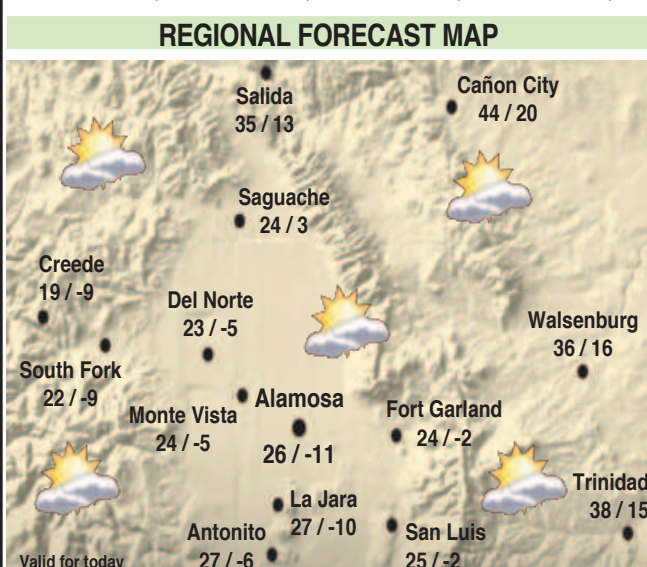 REGIONAL FORECAST MAP
Salida
35 / 13
Cañon City
44 / 20
Saguache
24 / 3
Creede
19 / -9
Del Norte
23 / -5
Walsenburg
36 / 16
South Fork
22 / -9
Monte Vista
24 / -5
Alamosa
26 / -11
Fort Garland
24 / -2
La Jara
27 / -10
Trinidad
38 / 15
Antonito
27 / -6
San Luis
25 / -2
Valid for today